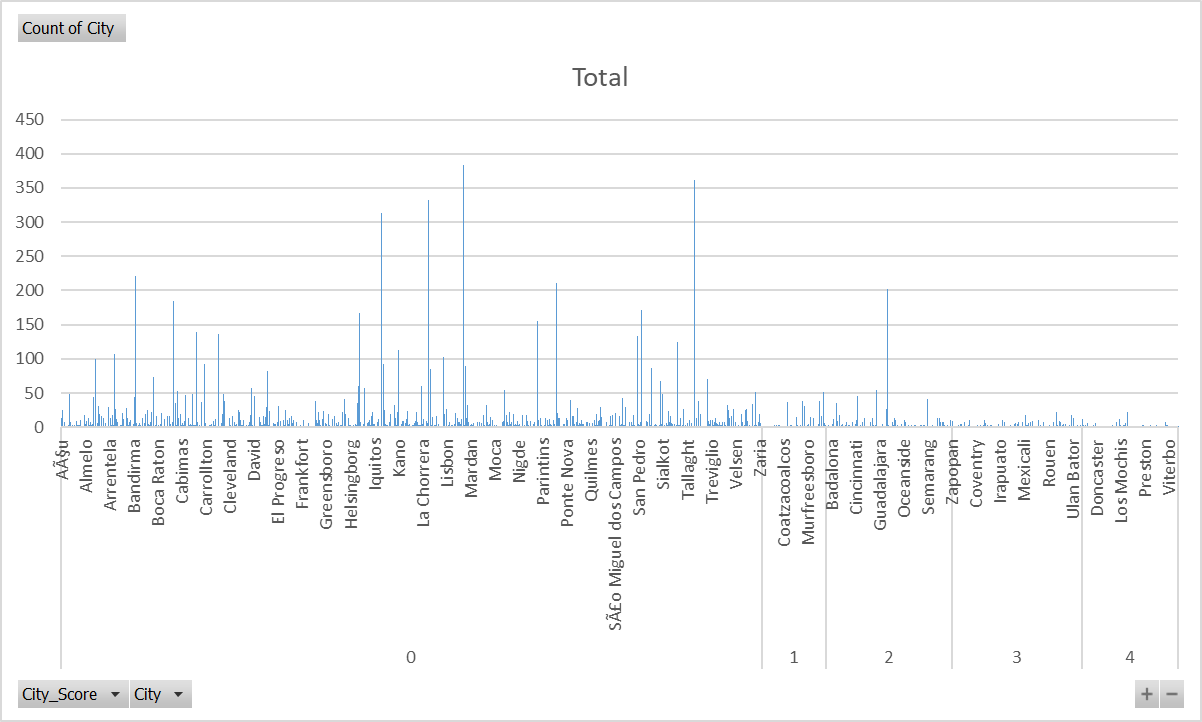 Count of City
Total
450
400
350
300
250
200
150
100
50
0
Ã‡Ã§u
Almelo
Arrentela
Bandirma
Boca Raton
Cabimas
Carrollton
Cleveland
David
El Progreso
Frankfort
Greensboro
Helsingborg
Iquitos
Kano
La Chorrera
Lisbon
Mardan
Moca
Nigde
Parintins
Ponte Nova
Quilmes
SÃ£o Miguel dos Campos
San Pedro
Sialkot
Tallaght
Treviglio
Velsen
Zaria
Coatzacoalcos
Murfreesboro
Badalona
Cincinnati
Guadalajara
Oceanside
Semarang
Zapopan
Coventry
Irapuato
Mexicali
Rouen
Ulan Bator
Doncaster
Los Mochis
Preston
Viterbo
0
1
2
3
4
City_Score
City
+
−